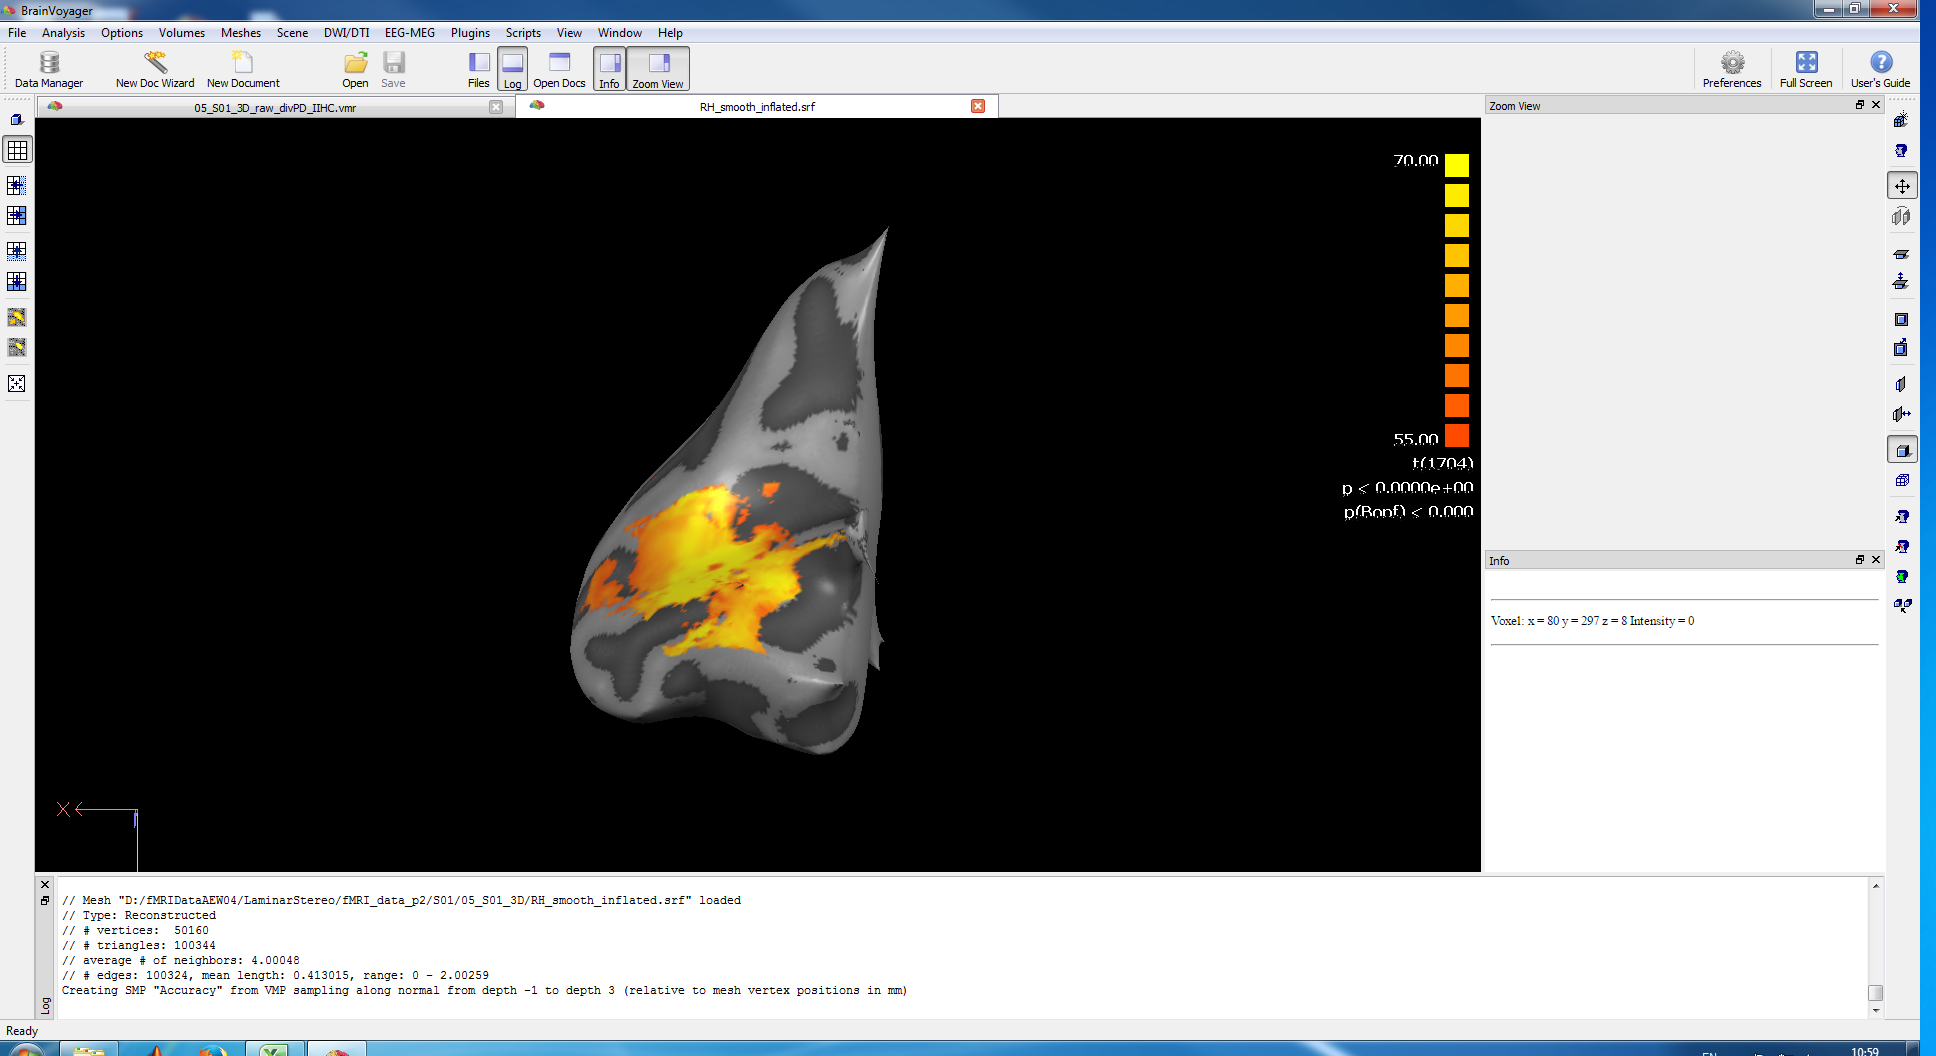 BrainVoyager
File Analysis Options Volumes Meshes Scene DWI/DTI EEG-MEG Plugins Scripts View Window Help
Data Manager New Doc Wizard New Document Open Save Files Log Open Docs Info Zoom View Preferences Full Screen User's Guide
05_S01_3D_raw_divPD_IIHC.vmr
RH_smooth_inflated.srf
Zoom View
70.00
55.00
t(1704)
p < 0.0000e+00
p(Bonf) < 0.000
Info
Voxel: x = 80 y = 297 z = 8 Intensity = 0
X
// Mesh "D:/fMRIDataAEW04/LaminarStereo/fMRI_data_p2/S01/05_S01_3D/RH_smooth_inflated.srf" loaded
// Type: Reconstructed
// # vertices: 50160
// # triangles: 100344
// average # of neighbors: 4.00048
// # edges: 100324, mean length: 0.413015, range: 0 - 2.00259
Creating SMP "Accuracy" from VMP sampling along normal from depth -1 to depth 3 (relative to mesh vertex positions in mm)
Log
Ready
10:59